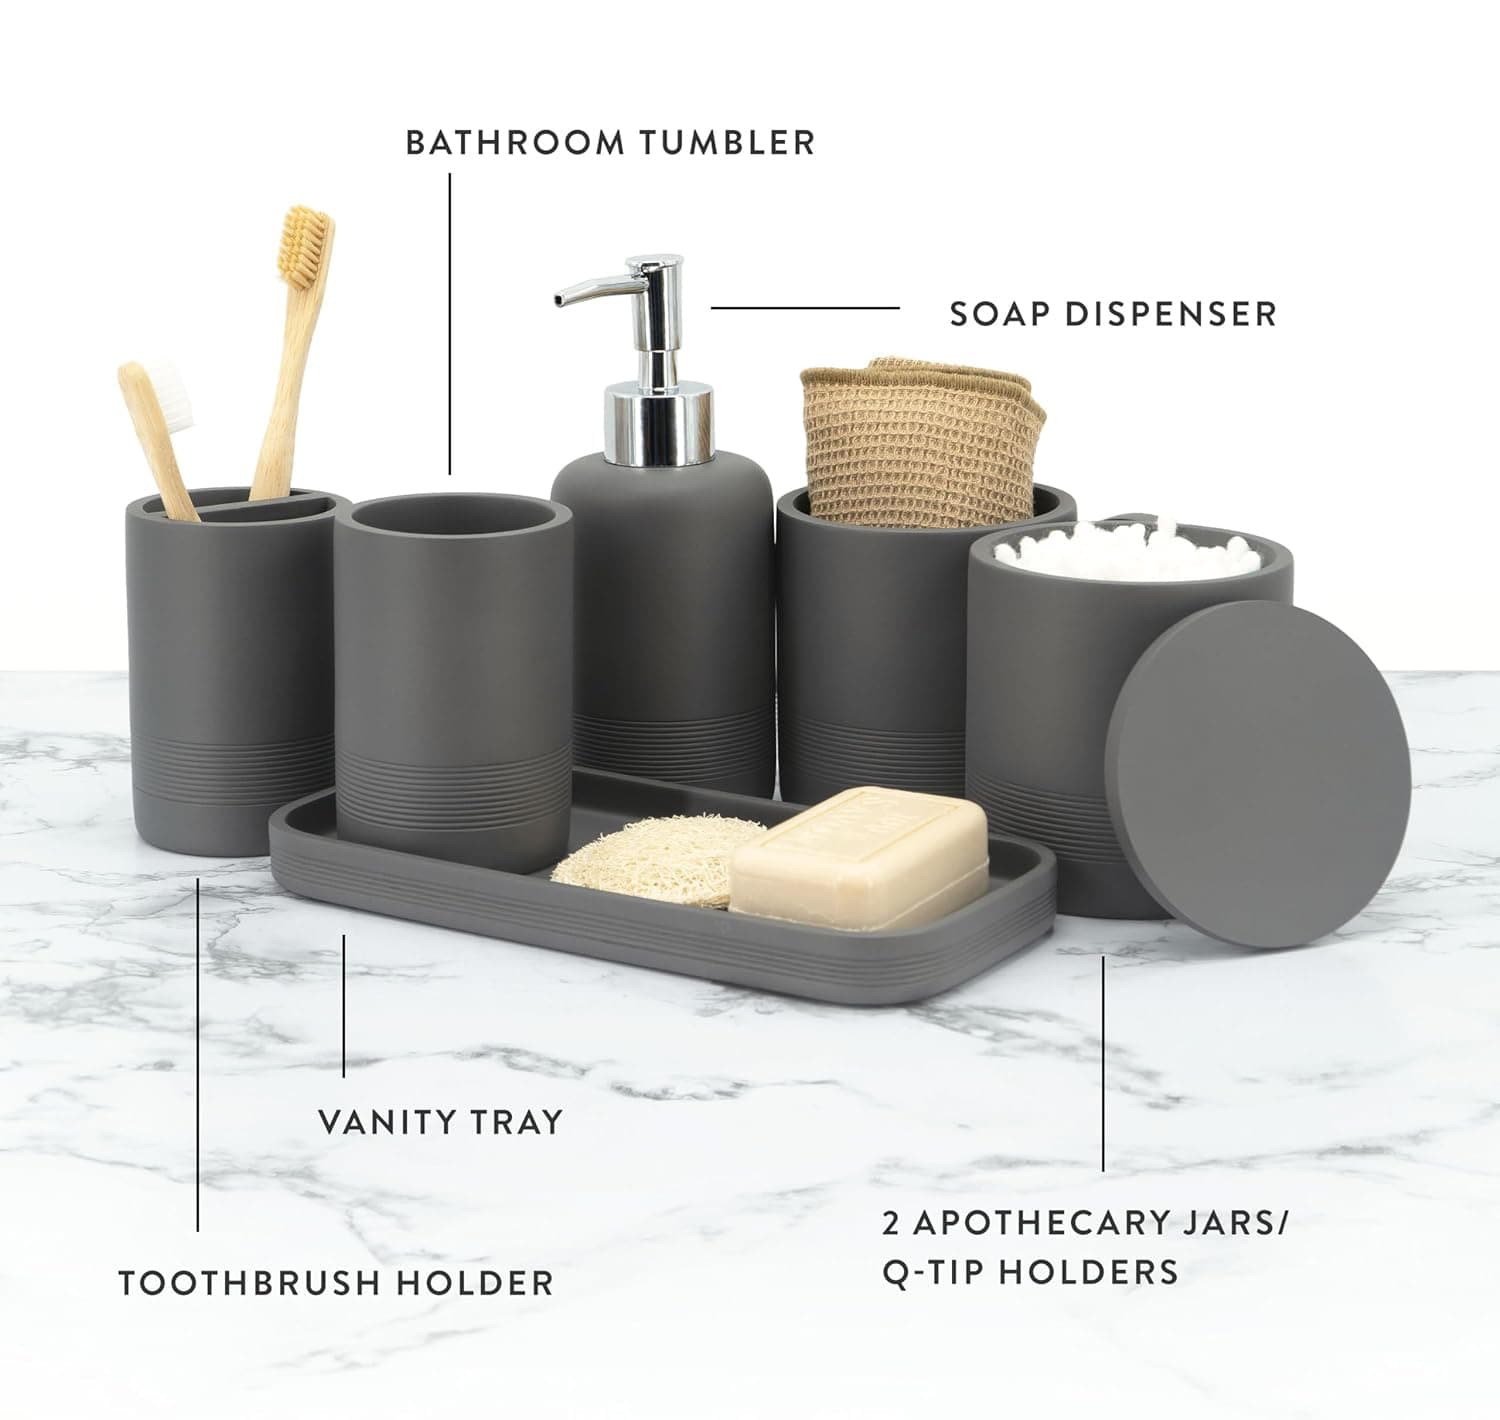 BATHROOM TUMBLER
SOAP DISPENSER
VANITY TRAY
2 APOTHECARY JARS/
Q-TIP HOLDERS
TOOTHBRUSH HOLDER